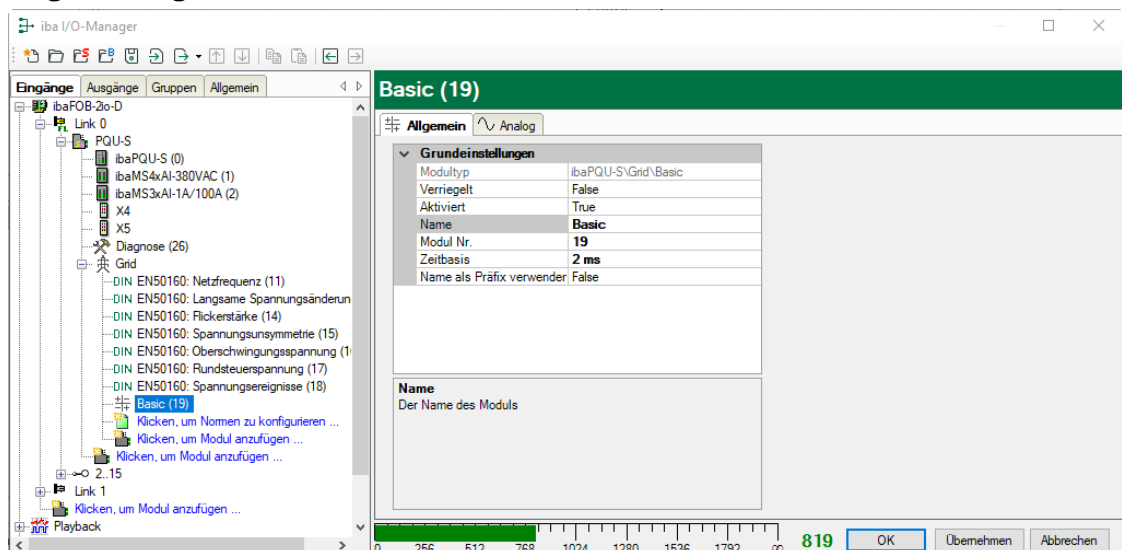 iba I/O-Manager
Eingänge Ausgänge Gruppen Allgemein
ibaFOB-2io-D
Link 0
PQU-S
ibaPQU-S (0)
ibaMS4xAI-380VAC (1)
ibaMS3xAI-1A/100A (2)
X4
X5
Diagnose (26)
Grid
DIN EN50160: Netzfrequenz (11)
DIN EN50160: Langsame Spannungsänderun
DIN EN50160: Flickerstärke (14)
DIN EN50160: Spannungsunsymmetrie (15)
DIN EN50160: Oberschwingungsspannung (1
DIN EN50160: Rundsteuerspannung (17)
DIN EN50160: Spannungsereignisse (18)
Basic (19)
Klicken, um Normen zu konfigurieren ...
Klicken, um Modul anzufügen ...
Klicken, um Modul anzufügen ...
2..15
Link 1
Klicken, um Modul anzufügen ...
Playback
Basic (19)
Allgemein Analog
Grundeinstellungen
Modultyp ibaPQU-S\Grid\Basic
Verriegelt False
Aktiviert True
Name Basic
Modul Nr. 19
Zeitbasis 2 ms
Name als Präfix verwender False
Name
Der Name des Moduls
0 256 512 768 1024 1280 1536 1792 ∞ 819 OK Übernehmen Abbrechen